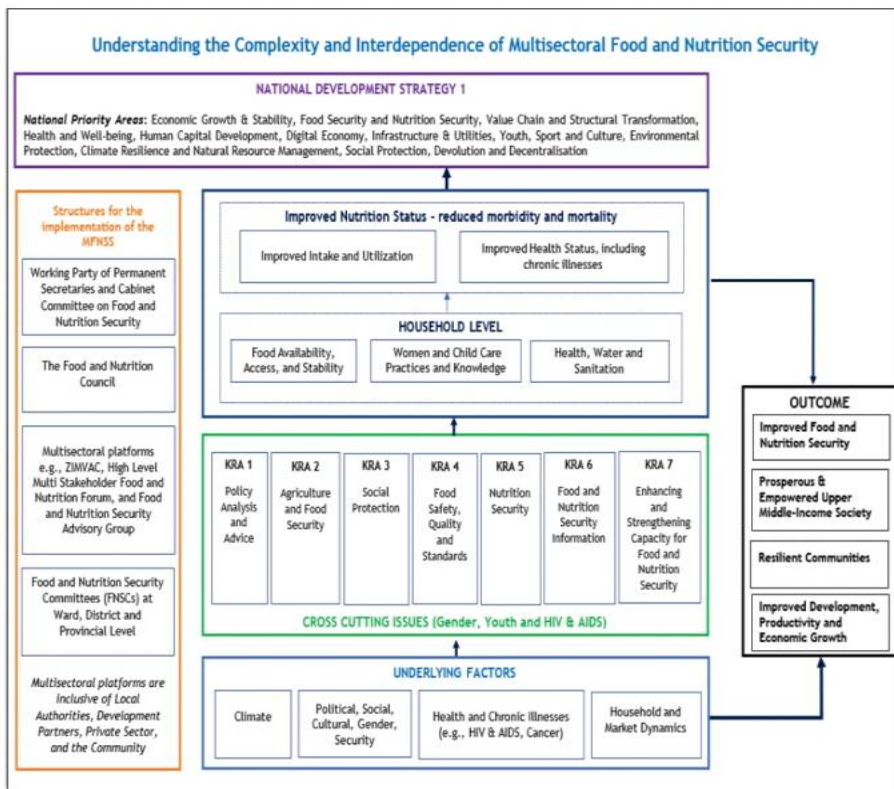 Understanding the Complexity and Interdependence of Multisectoral Food and Nutrition Security
NATIONAL DEVELOPMENT STRATEGY 1
National Priority Areas: Economic Growth & Stability, Food Security and Nutrition Security, Value Chain and Structural Transformation,
Health and Well-being, Human Capital Development, Digital Economy, Infrastructure & Utilities, Youth, Sport and Culture, Environmental
Protection, Climate Resilience and Natural Resource Management, Social Protection, Devolution and Decentralisation
Structures for the
implementation of the
MFNSS
Working Party of Permanent
Secretaries and Cabinet
Committee on Food and
Nutrition Security
The Food and Nutrition
Council
Multisectoral platforms
e.g., ZIMVAC, High Level
Multi Stakeholder Food and
Nutrition Forum, and Food
and Nutrition Security
Advisory Group
Food and Nutrition Security
Committees (FNSCs) at
Ward, District and
Provincial Level
Multisectoral platforms are
inclusive of Local
Authorities, Development
Partners, Private Sector,
and the Community
Improved Nutrition Status - reduced morbidity and mortality
Improved Intake and Utilization
Improved Health Status, including
chronic illnesses
HOUSEHOLD LEVEL
Food Availability,
Access, and Stability
Women and Child Care
Practices and Knowledge
Health, Water and
Sanitation
KRA 1
Policy
Analysis
and
Advice
KRA 2
Agriculture
and Food
Security
KRA 3
Social
Protection
KRA 4
Food
Safety,
Quality
and
Standards
KRA 5
Nutrition
Security
KRA 6
Food and
Nutrition
Security
Information
KRA 7
Enhancing
and
Strengthening
Capacity for
Food and
Nutrition
Security
CROSS CUTTING ISSUES (Gender, Youth and HIV & AIDS)
UNDERLYING FACTORS
Climate
Political, Social,
Cultural, Gender,
Security
Health and Chronic Illnesses
(e.g., HIV & AIDS, Cancer)
Household and
Market Dynamics
OUTCOME
Improved Food and
Nutrition Security
Prosperous &
Empowered Upper
Middle-Income Society
Resilient Communities
Improved Development,
Productivity and
Economic Growth